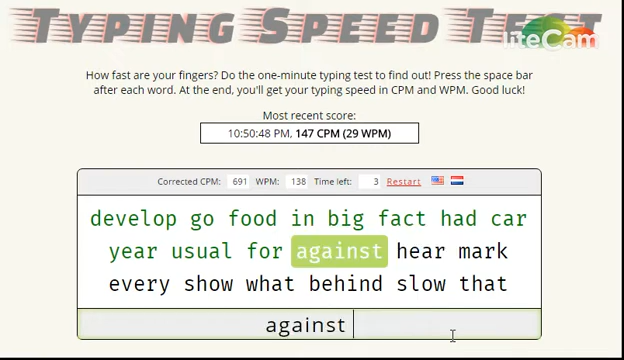 TYPING SPEED TEST
liteCam
How fast are your fingers? Do the one-minute typing test to find out! Press the space bar
after each word. At the end, you'll get your typing speed in CPM and WPM. Good luck!
Most recent score:
10:50:48 PM, 147 CPM (29 WPM)
Corrected CPM: 691 WPM: 138 Time left: 3 Restart
develop go food in big fact had car
year usual for against hear mark
every show what behind slow that
against